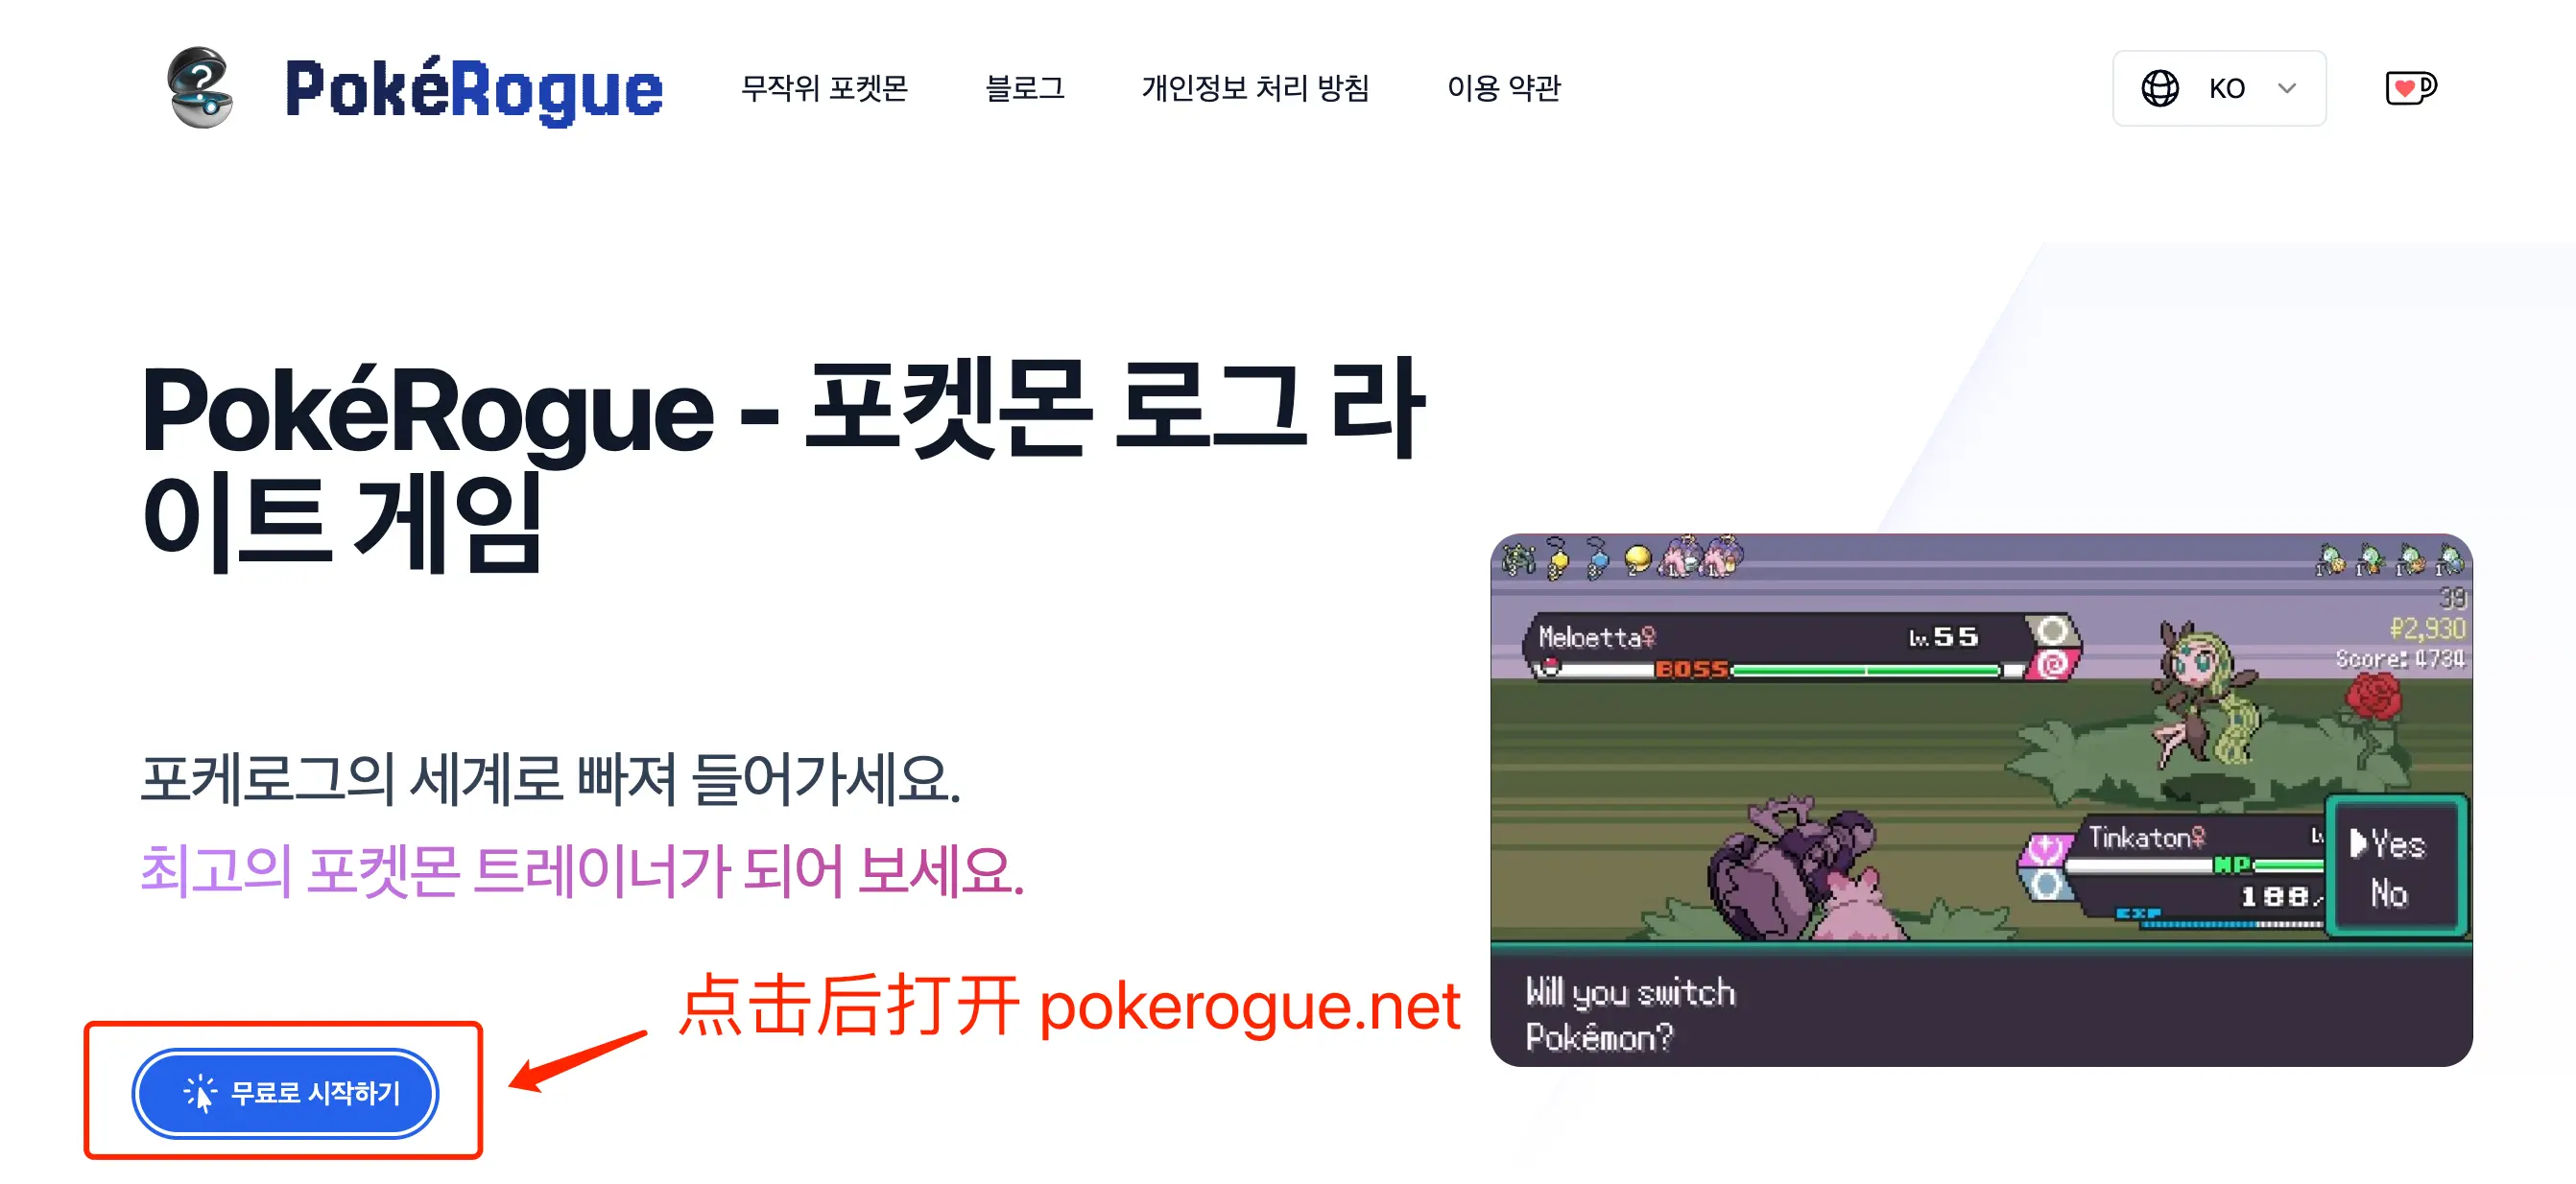 PokéRogue
무작위 포켓몬
블로그
개인정보 처리 방침
이용 약관
KO
PokéRogue - 포켓몬 로그 라
이트 게임
포케로그의 세계로 빠져 들어가세요.
최고의 포켓몬 트레이너가 되어 보세요.
点击后打开 pokerogue.net
무료로 시작하기
39
₽2,930
Score: 4734
Meloetta♀
Lv.55
BOSS
Tinkaton♀
HP
188/
EXP
Yes
No
Will you switch
Pokémon?